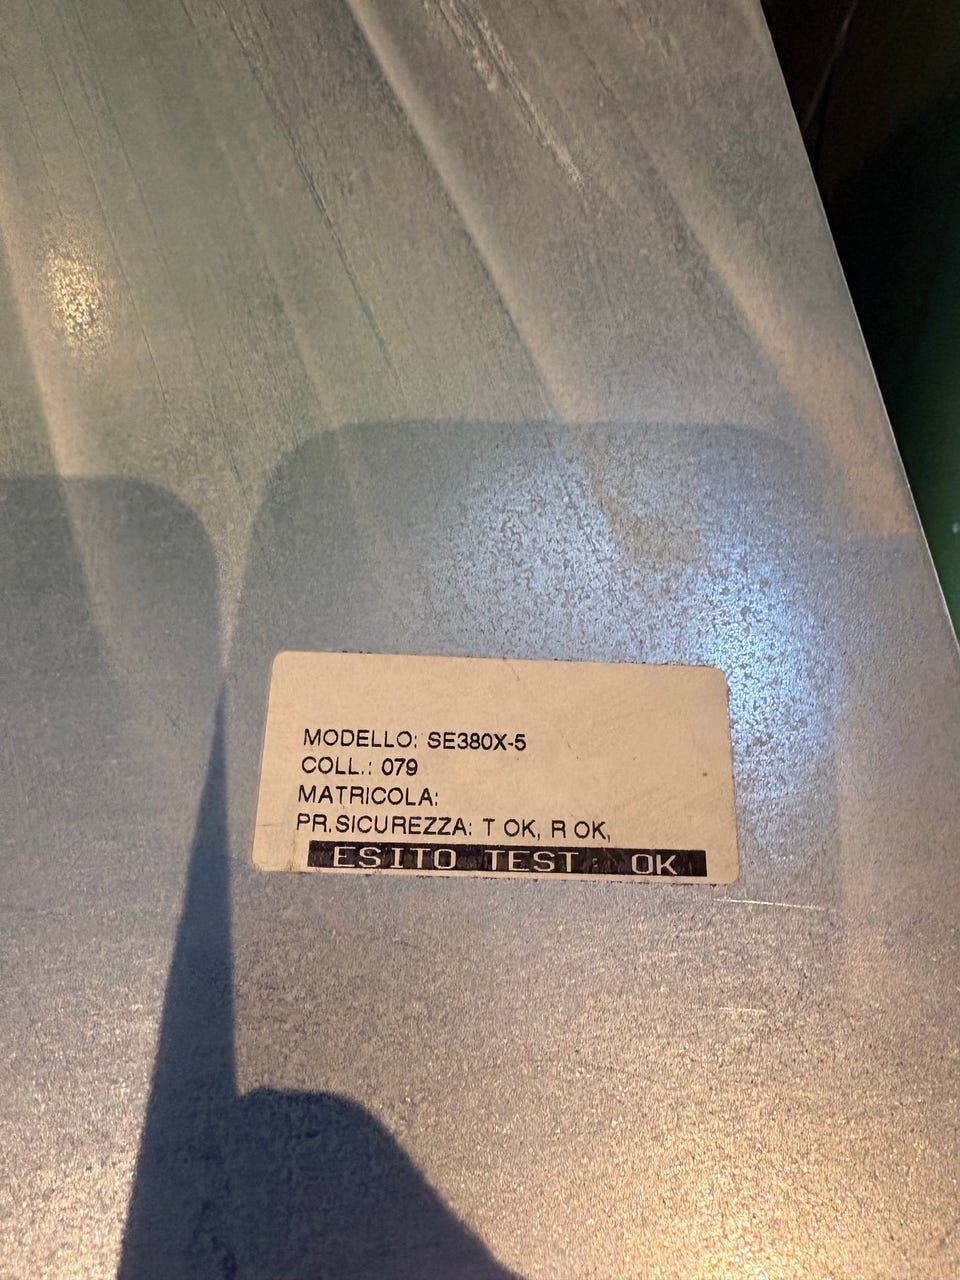 MODELLO: SE380X-5
COLL.: 079
MATRICOLA:
PR.SICUREZZA: T OK, R OK,
ESITO TEST: OK